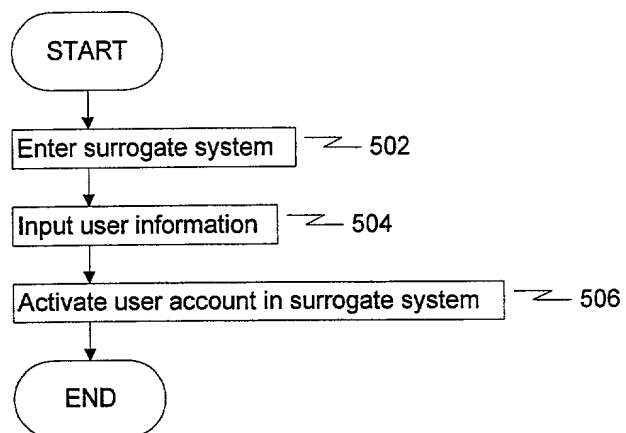 START
Enter surrogate system 502
Input user information 504
Activate user account in surrogate system 506
END